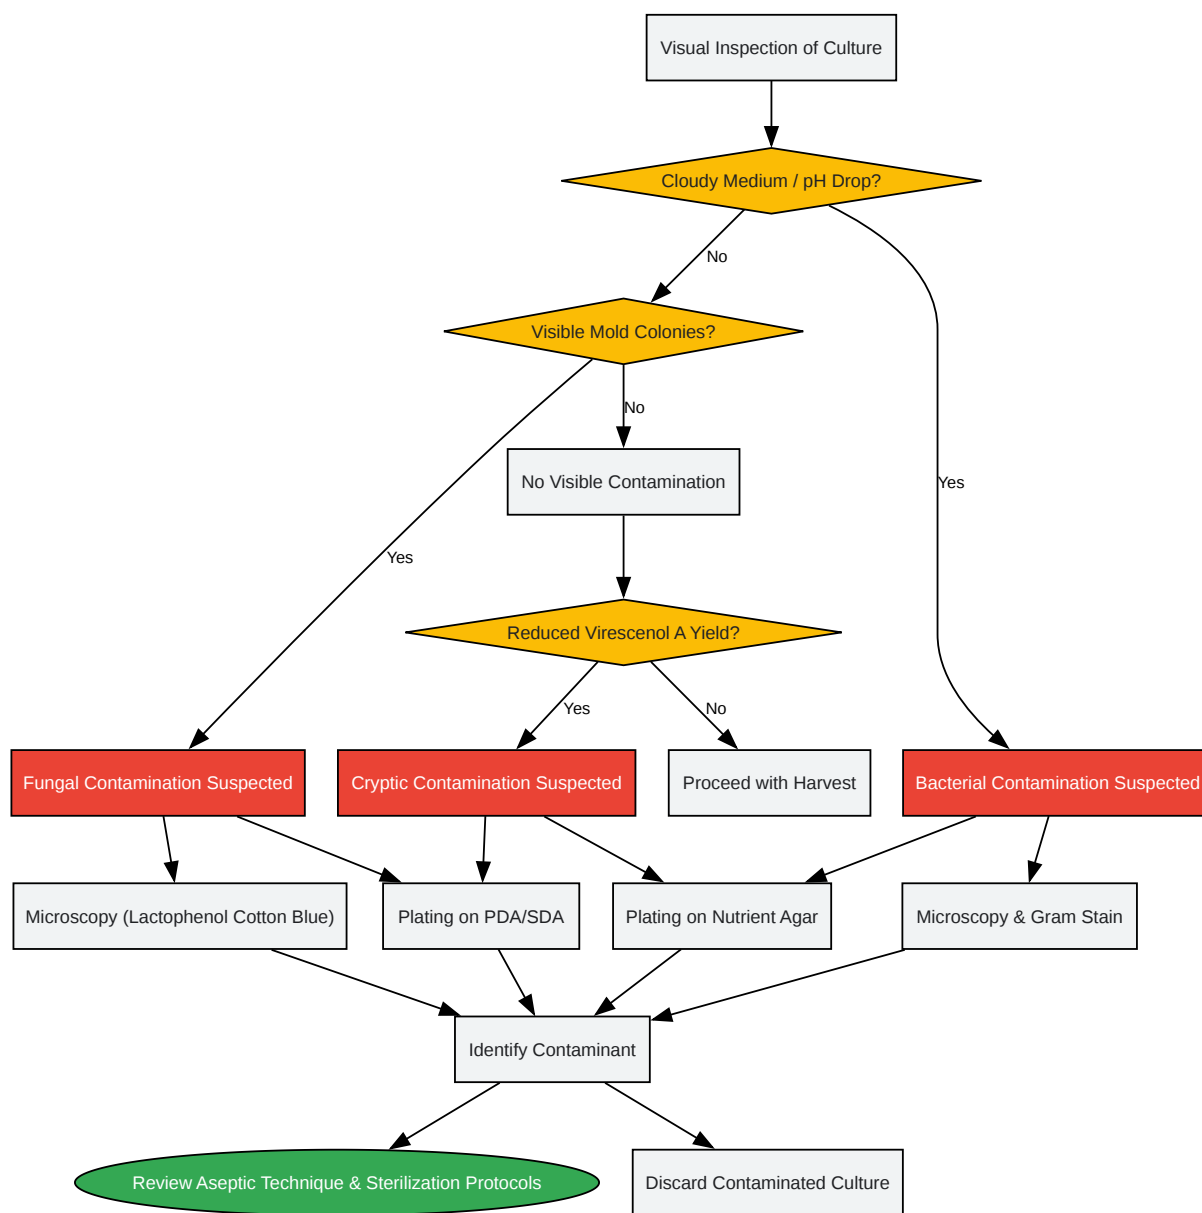 Visual Inspection of Culture
Cloudy Medium / pH Drop?
No
Visible Mold Colonies?
No
No Visible Contamination
Yes
Yes
Reduced Virescenol A Yield?
Yes
No
Fungal Contamination Suspected
Cryptic Contamination Suspected
Proceed with Harvest
Bacterial Contamination Suspected
Microscopy (Lactophenol Cotton Blue)
Plating on PDA/SDA
Plating on Nutrient Agar
Microscopy & Gram Stain
Identify Contaminant
Review Aseptic Technique & Sterilization Protocols
Discard Contaminated Culture